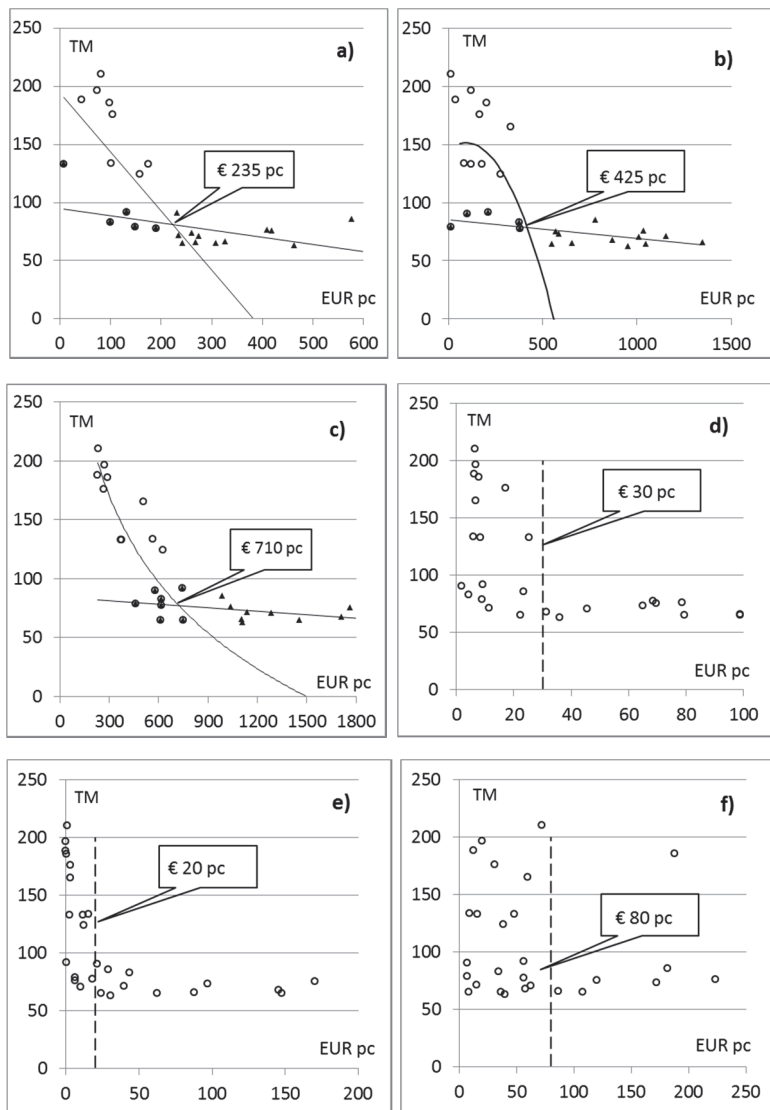 250
TM
a)
200
150
€ 235 pc
100
50
EUR pc
0
0 100 200 300 400 500 600
250
TM
b)
200
150
€ 425 pc
100
50
EUR pc
0
0 500 1000 1500
250
TM
c)
200
150
€ 710 pc
100
50
EUR pc
0
0 300 600 900 1200 1500 1800
250
TM
d)
200
€ 30 pc
150
100
50
EUR pc
0
0 20 40 60 80 100
250
TM
e)
200
€ 20 pc
150
100
50
EUR pc
0
0 50 100 150 200
250
TM
f)
200
150
€ 80 pc
100
50
EUR pc
0
0 50 100 150 200 250